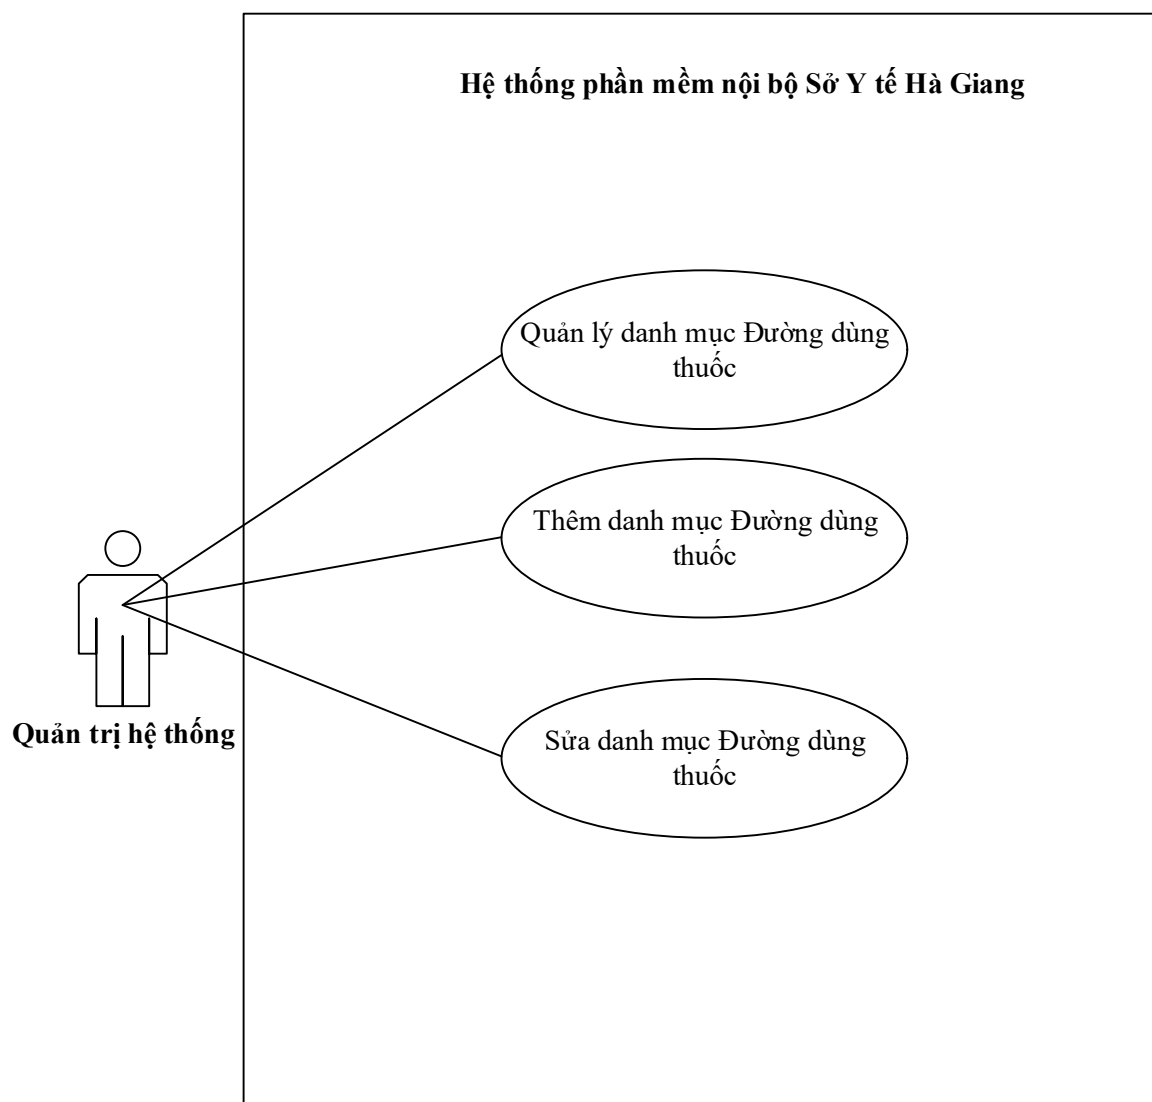 Hệ thống phần mềm nội bộ Sở Y tế Hà Giang
Quản lý danh mục Đường dùng
thuốc
Thêm danh mục Đường dùng
thuốc
Quản trị hệ thống
Sửa danh mục Đường dùng
thuốc